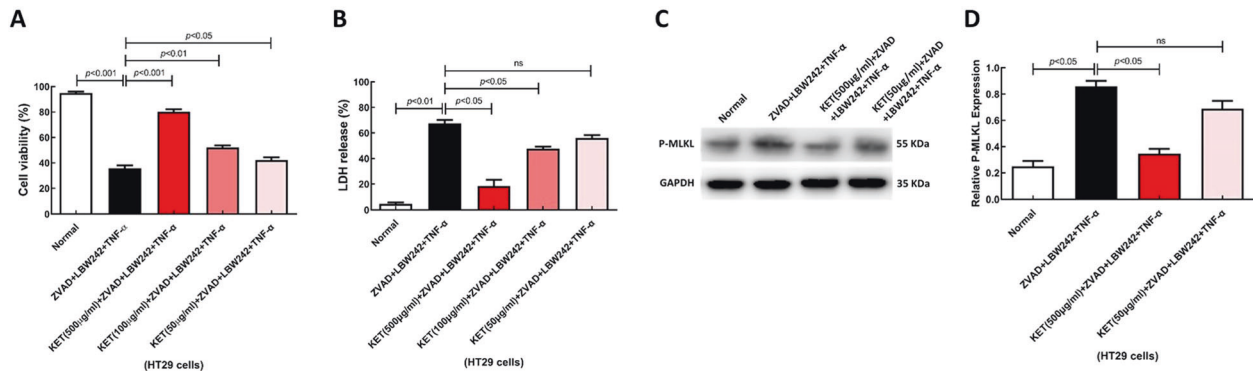 A
p<0.05
p<0.01
p<0.001
p<0.001
Cell viability (%)
100
80
60
40
20
0
Normal
ZVAD+LBW242+TNF-α
KET(500μg/ml)+ZVAD+LBW242+TNF-α
KET(100μg/ml)+ZVAD+LBW242+TNF-α
KET(50μg/ml)+ZVAD+LBW242+TNF-α
(HT29 cells)
B
ns
p<0.05
p<0.01
p<0.05
LDH release (%)
100
80
60
40
20
0
Normal
ZVAD+LBW242+TNF-α
KET(500μg/ml)+ZVAD+LBW242+TNF-α
KET(100μg/ml)+ZVAD+LBW242+TNF-α
KET(50μg/ml)+ZVAD+LBW242+TNF-α
(HT29 cells)
C
Normal
ZVAD+LBW242+TNF-α
KET(500μg/ml)+ZVAD
+LBW242+TNF-α
KET(50μg/ml)+ZVAD
+LBW242+TNF-α
P-MLKL
55 KDa
GAPDH
35 KDa
D
ns
p<0.05
p<0.05
Relative P-MLKL Expression
1.0
0.8
0.6
0.4
0.2
0.0
Normal
ZVAD+LBW242+TNF-α
KET(500μg/ml)+ZVAD+LBW242+TNF-α
KET(50μg/ml)+ZVAD+LBW242+TNF-α
(HT29 cells)